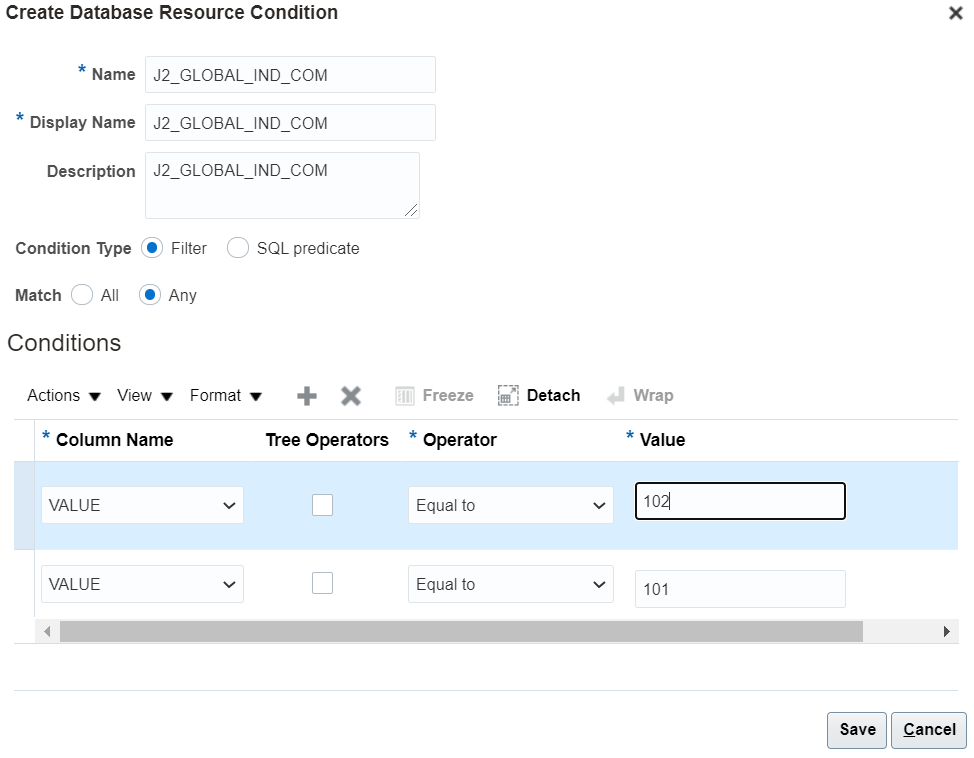 Create Database Resource Condition
* Name J2_GLOBAL_IND_COM
* Display Name J2_GLOBAL_IND_COM
Description J2_GLOBAL_IND_COM
Condition Type Filter SQL predicate
Match All Any
Conditions
Actions View Format Freeze Detach Wrap
* Column Name Tree Operators * Operator * Value
VALUE Equal to 102
VALUE Equal to 101
Save Cancel